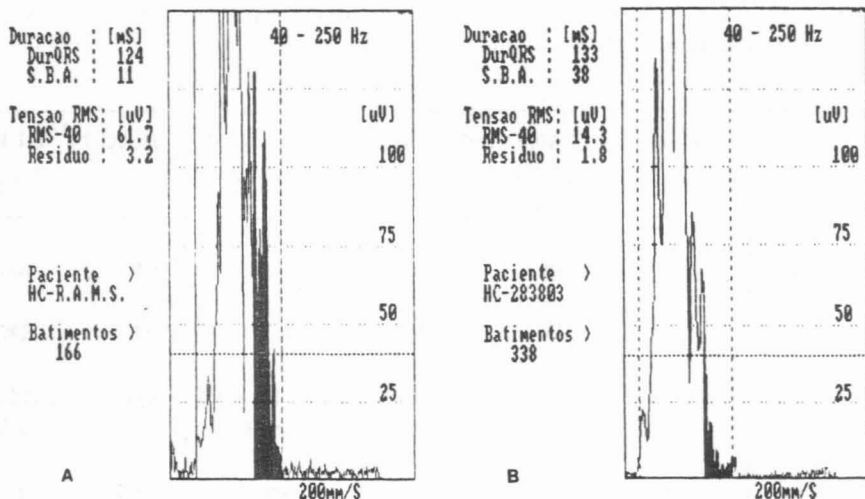 Duracao : [mS]
DurQRS : 124
S.B.A. : 11
Tensao RMS: [uV]
RMS-40 : 61.7
Residuo : 3.2
Paciente >
HC-R.A.M.S.
Batimentos >
166
A
40 - 250 Hz
[uV]
100
75
50
25
200mm/S
Duracao : [mS]
DurQRS : 133
S.B.A. : 38
Tensao RMS: [uV]
RMS-40 : 14.3
Residuo : 1.8
Paciente >
HC-283803
Batimentos >
338
B
40 - 250 Hz
[uV]
100
75
50
25
200mm/S